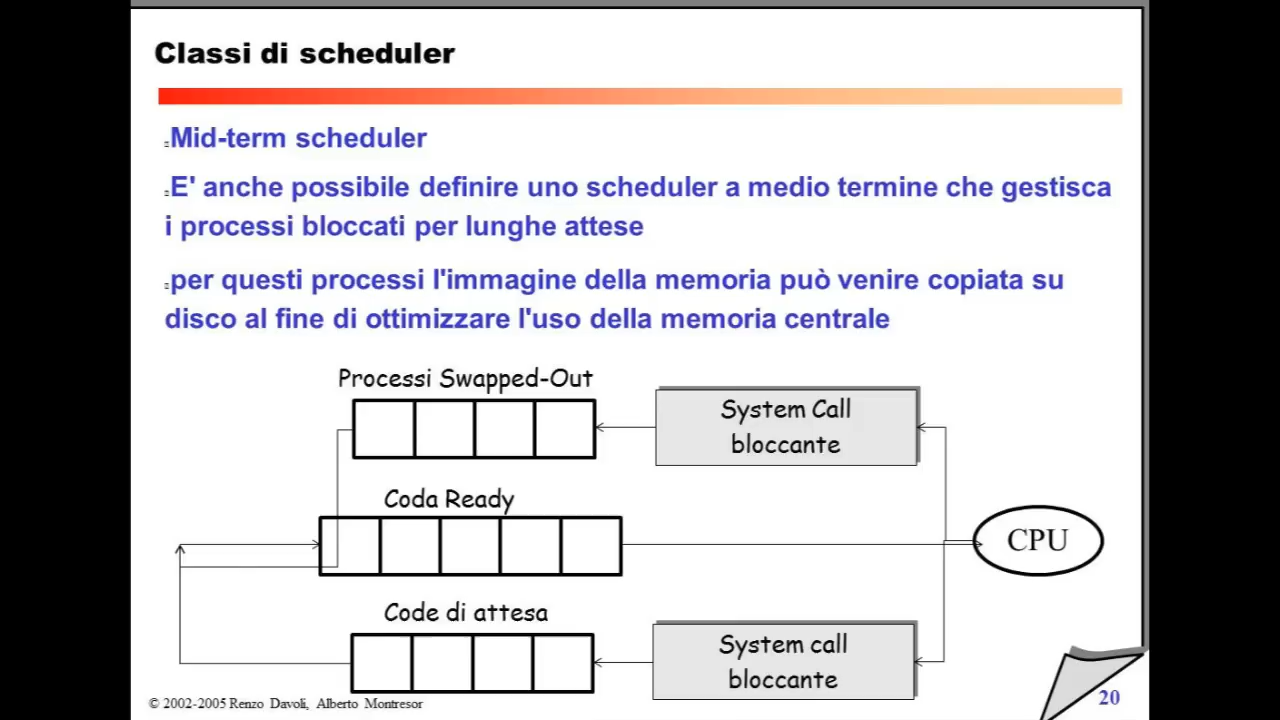 Classi di scheduler
Mid-term scheduler
E' anche possibile definire uno scheduler a medio termine che gestisca
i processi bloccati per lunghe attese
per questi processi l'immagine della memoria può venire copiata su
disco al fine di ottimizzare l'uso della memoria centrale
Processi Swapped-Out
System Call
bloccante
Coda Ready
CPU
Code di attesa
System call
bloccante
© 2002-2005 Renzo Davoli, Alberto Montresor
20